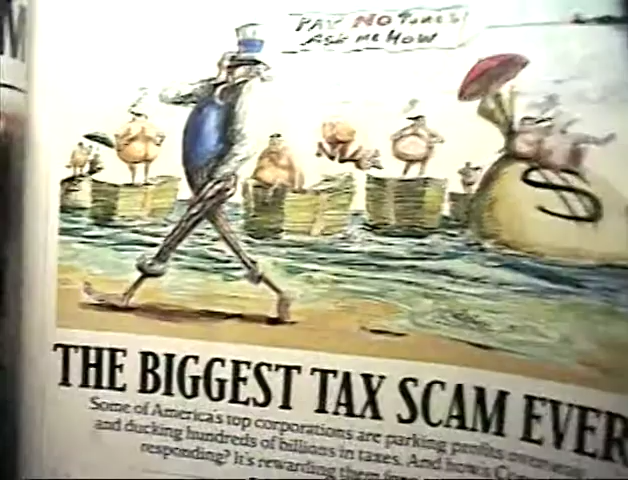 PAY NO TAXES!
ASK ME HOW
$
THE BIGGEST TAX SCAM EVER
Some of America's top corporations are parking profits overseas
and ducking hundreds of billions in taxes. And how's
responding? It's rewarding them